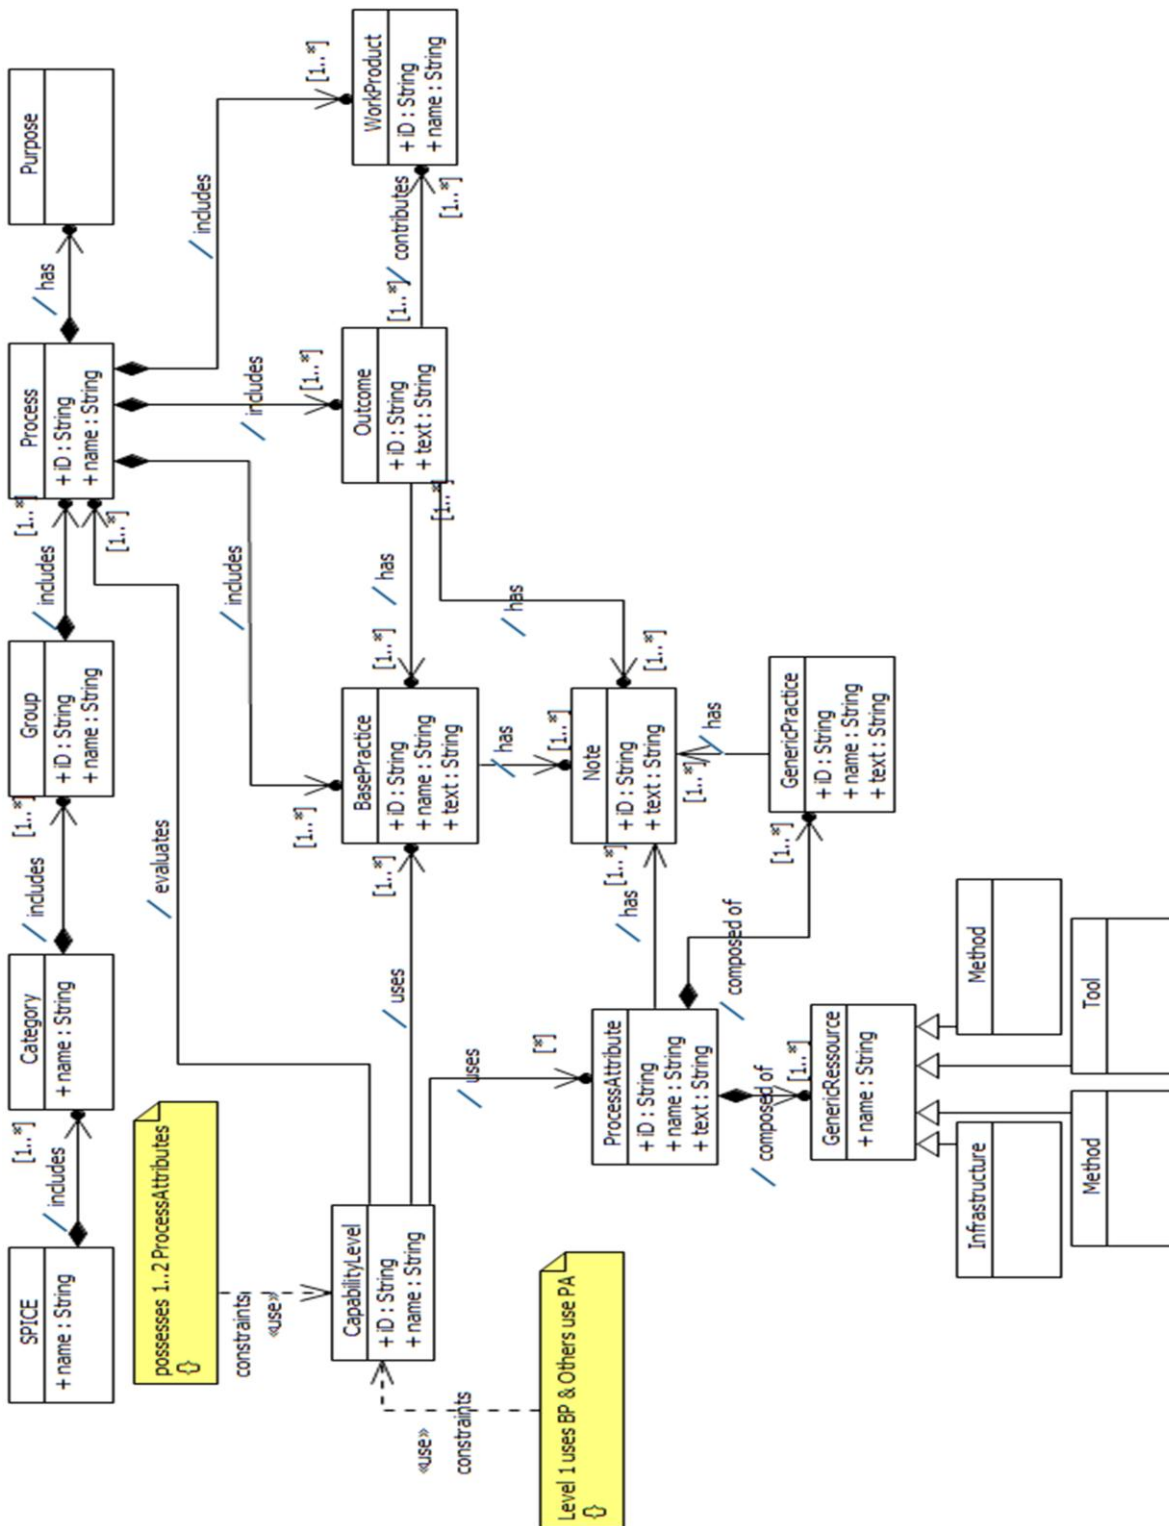 SPICE
+ name : String
/ includes
[1..*]
Category
+ name : String
/ includes
[1..*]
Group
+ iD : String
+ name : String
/ includes
[1..*]
Process
+ iD : String
+ name : String
[1..*]
/ has
Purpose
possesses 1..2 ProcessAttributes
{}
constraints
«use»
/ evaluates
/ includes
[1..*]
/ includes
[1..*]
/ includes
[1..*]
CapabilityLevel
+ iD : String
+ name : String
/ uses
[1..*]
BasePractice
+ iD : String
+ name : String
+ text : String
/ has
[1..*]
Outcome
+ iD : String
+ text : String
[1..*]
[1..*]
/ contributes
[1..*]
WorkProduct
+ iD : String
+ name : String
«use»
constraints
Level 1 uses BP & Others use PA
{}
/ uses
[*]
/ has
[1..*]
/ has
[1..*]
ProcessAttribute
+ iD : String
+ name : String
+ text : String
/ has
[1..*]
Note
+ iD : String
+ text : String
[1..*]
/ has
/ composed of
[1..*]
/ composed of
[1..*]
GenericPractice
+ iD : String
+ name : String
+ text : String
GenericRessource
+ name : String
Infrastructure
Method
Method
Tool